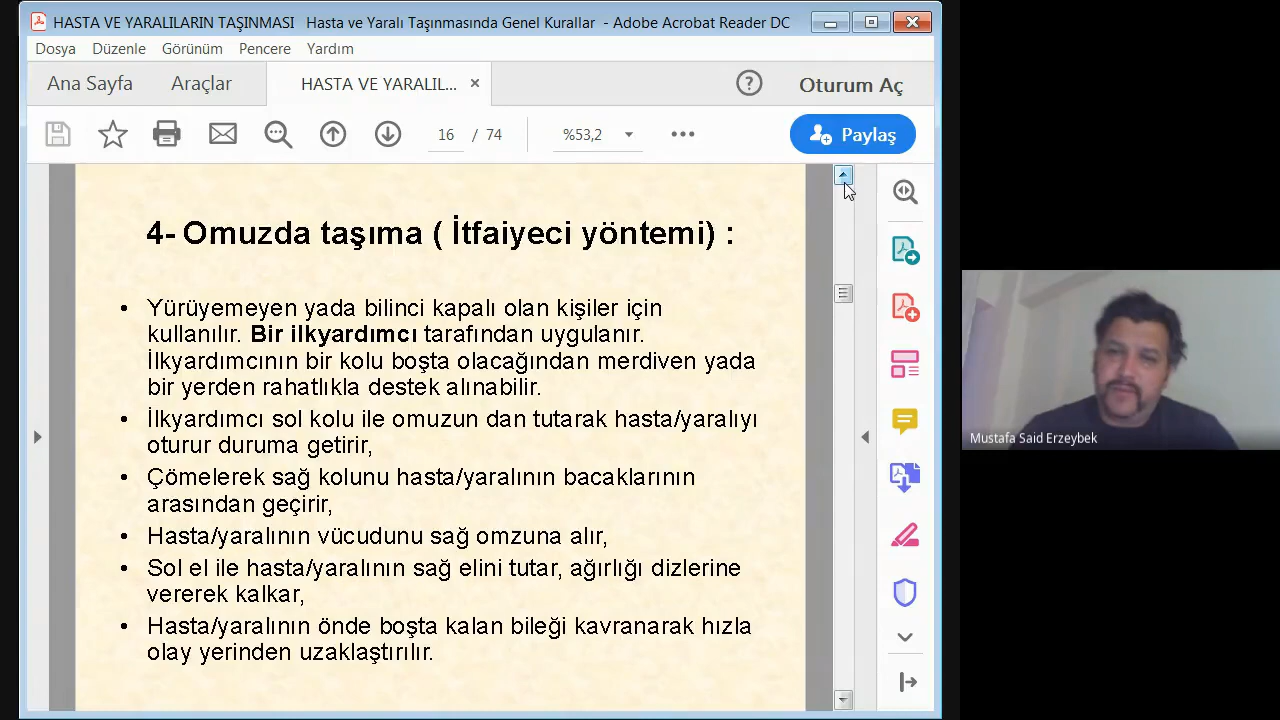 HASTA VE YARALILARIN TAŞINMASI   Hasta ve Yaralı Taşınmasında Genel Kurallar  - Adobe Acrobat Reader DC
Dosya Düzenle Görünüm Pencere Yardım
Ana Sayfa Araçlar HASTA VE YARALIL... × ? Oturum Aç
16 / 74 %53,2 Paylaş
4- Omuzda taşıma ( İtfaiyeci yöntemi) :
• Yürüyemeyen yada bilinci kapalı olan kişiler için
kullanılır. Bir ilkyardımcı tarafından uygulanır.
İlkyardımcının bir kolu boşta olacağından merdiven yada
bir yerden rahatlıkla destek alınabilir.
• İlkyardımcı sol kolu ile omuzun dan tutarak hasta/yaralıyı
oturur duruma getirir,
• Çömelerek sağ kolunu hasta/yaralının bacaklarının
arasından geçirir,
• Hasta/yaralının vücudunu sağ omzuna alır,
• Sol el ile hasta/yaralının sağ elini tutar, ağırlığı dizlerine
vererek kalkar,
• Hasta/yaralının önde boşta kalan bileği kavranarak hızla
olay yerinden uzaklaştırılır.
Mustafa Said Erzeybek